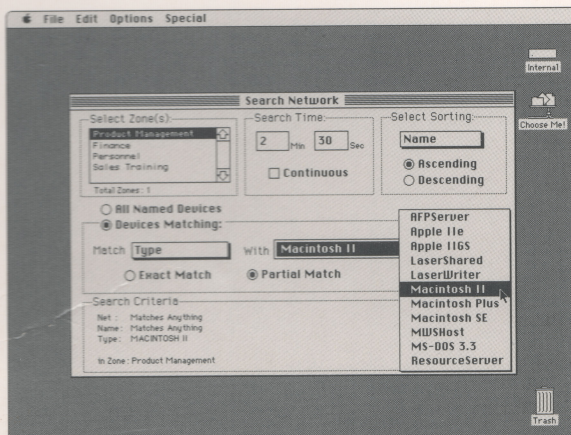 File Edit Options Special
Internal
Choose Me!
Search Network
Select Zone(s):
Product Management
Finance
Personnel
Sales Training
Total Zones: 1
Search Time:
2 Min 30 Sec
Continuous
Select Sorting:
Name
Ascending
Descending
All Named Devices
Devices Matching:
Match Type With Macintosh II
Exact Match Partial Match
AFPServer
Apple IIe
Apple IIGS
LaserShared
LaserWriter
Macintosh II
Macintosh Plus
Macintosh SE
MWSHost
MS-DOS 3.3
ResourceServer
Search Criteria
Net : Matches Anything
Name : Matches Anything
Type : MACINTOSH II
In Zone : Product Management
Trash